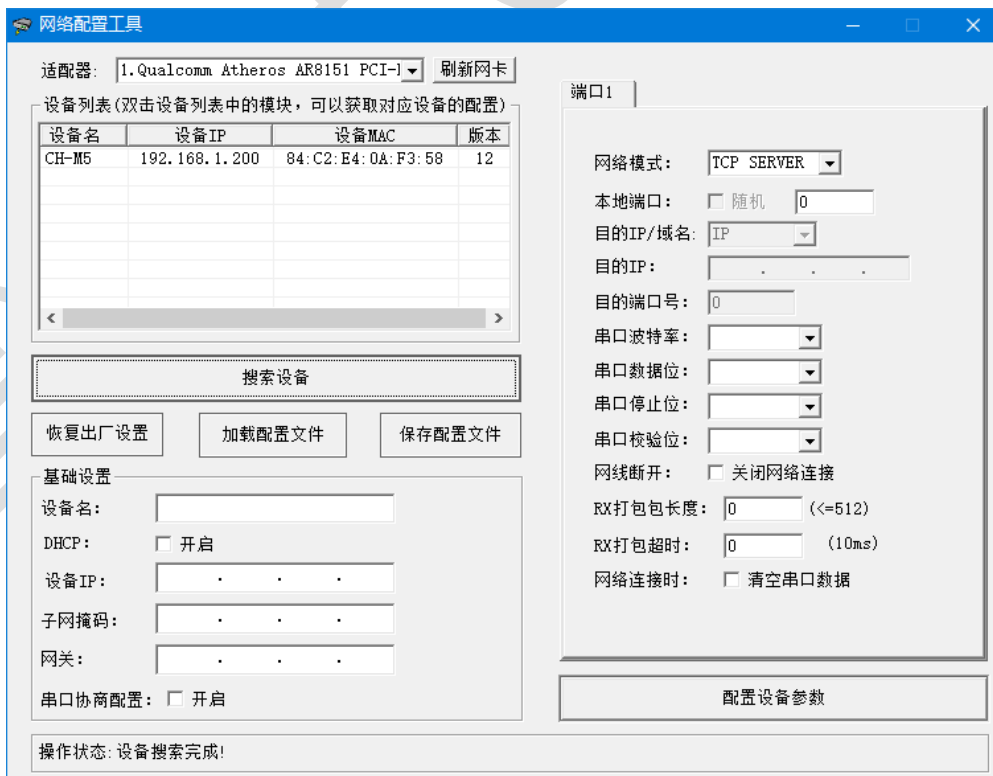 网络配置工具
适配器: 1.Qualcomm Atheros AR8151 PCI-I 刷新网卡
设备列表(双击设备列表中的模块，可以获取对应设备的配置)
设备名 设备IP 设备MAC 版本
CH-M5 192.168.1.200 84:C2:E4:0A:F3:58 12
搜索设备
恢复出厂设置 加载配置文件 保存配置文件
基础设置
设备名:
DHCP: 开启
设备IP: . . .
子网掩码: . . .
网关: . . .
串口协商配置: 开启
端口1
网络模式: TCP SERVER
本地端口: 随机 0
目的IP/域名: IP
目的IP: . . .
目的端口号: 0
串口波特率:
串口数据位:
串口停止位:
串口校验位:
网线断开: 关闭网络连接
RX打包包长度: 0 (<=512)
RX打包超时: 0 (10ms)
网络连接时: 清空串口数据
配置设备参数
操作状态:设备搜索完成!